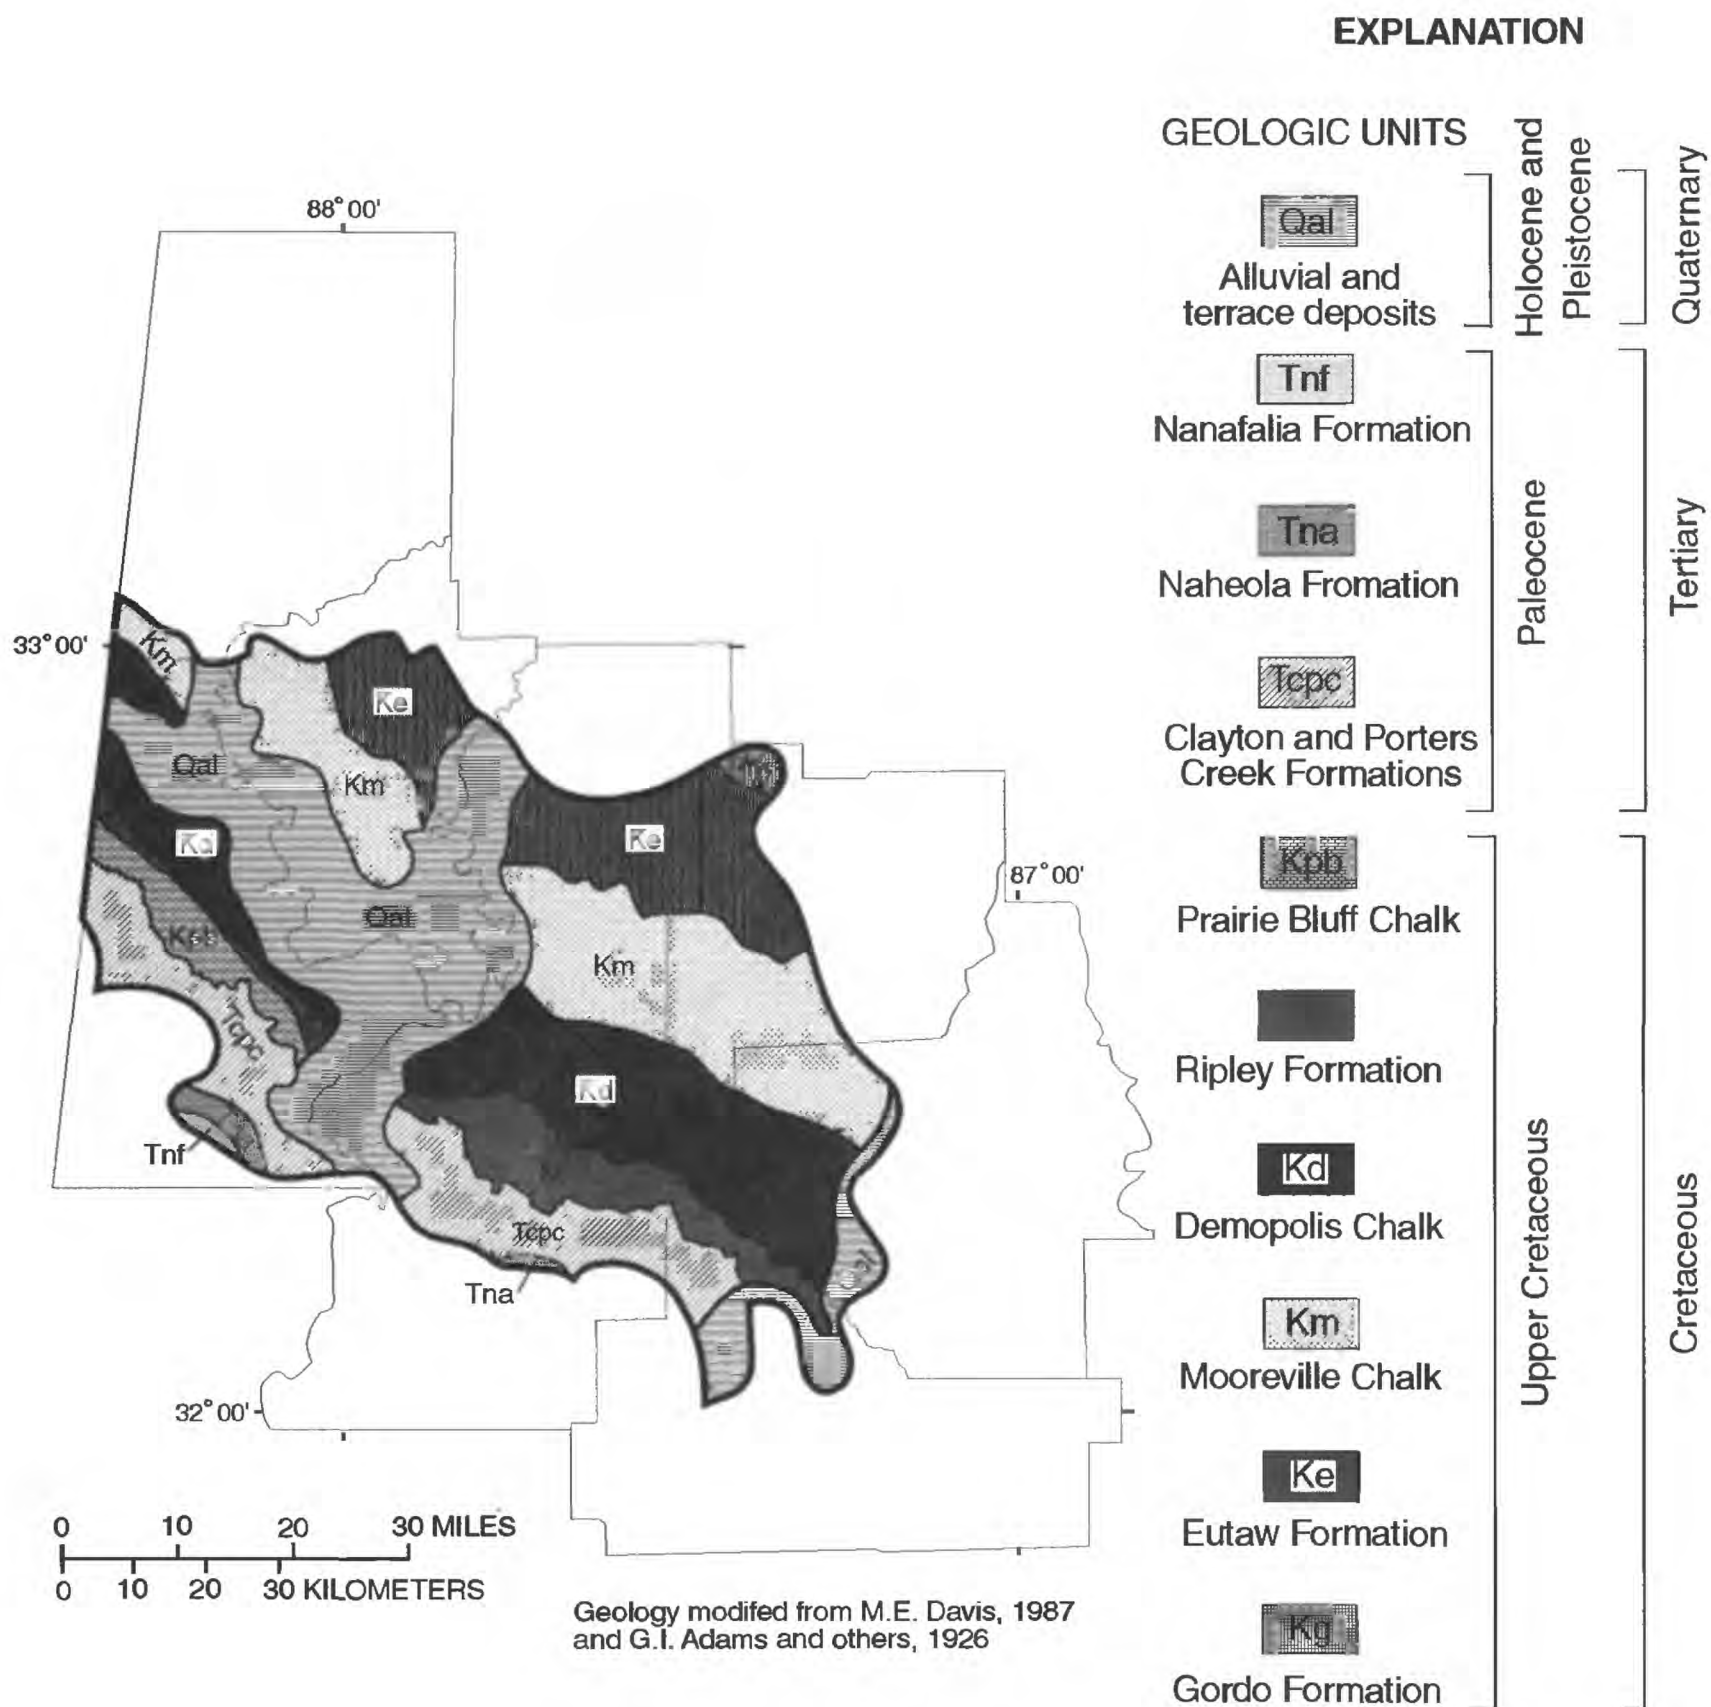 EXPLANATION
GEOLOGIC UNITS
Qal
Alluvial and
terrace deposits
Holocene and
Pleistocene
Quaternary
Tnf
Nanafalia Formation
Tna
Naheola Fromation
Tcpc
Clayton and Porters
Creek Formations
Paleocene
Tertiary
Kpb
Prairie Bluff Chalk
Ripley Formation
Kd
Demopolis Chalk
Km
Mooreville Chalk
Ke
Eutaw Formation
Kg
Gordo Formation
Upper Cretaceous
Cretaceous
88°00'
33°00'
Km
Ke
Qal
Km
Kd
Ke
87°00'
Qal
Kpb
Km
Tcpc
Kd
Tnf
Tcpc
Tna
32°00'
0 10 20 30 MILES
0 10 20 30 KILOMETERS
Geology modifed from M.E. Davis, 1987
and G.I. Adams and others, 1926